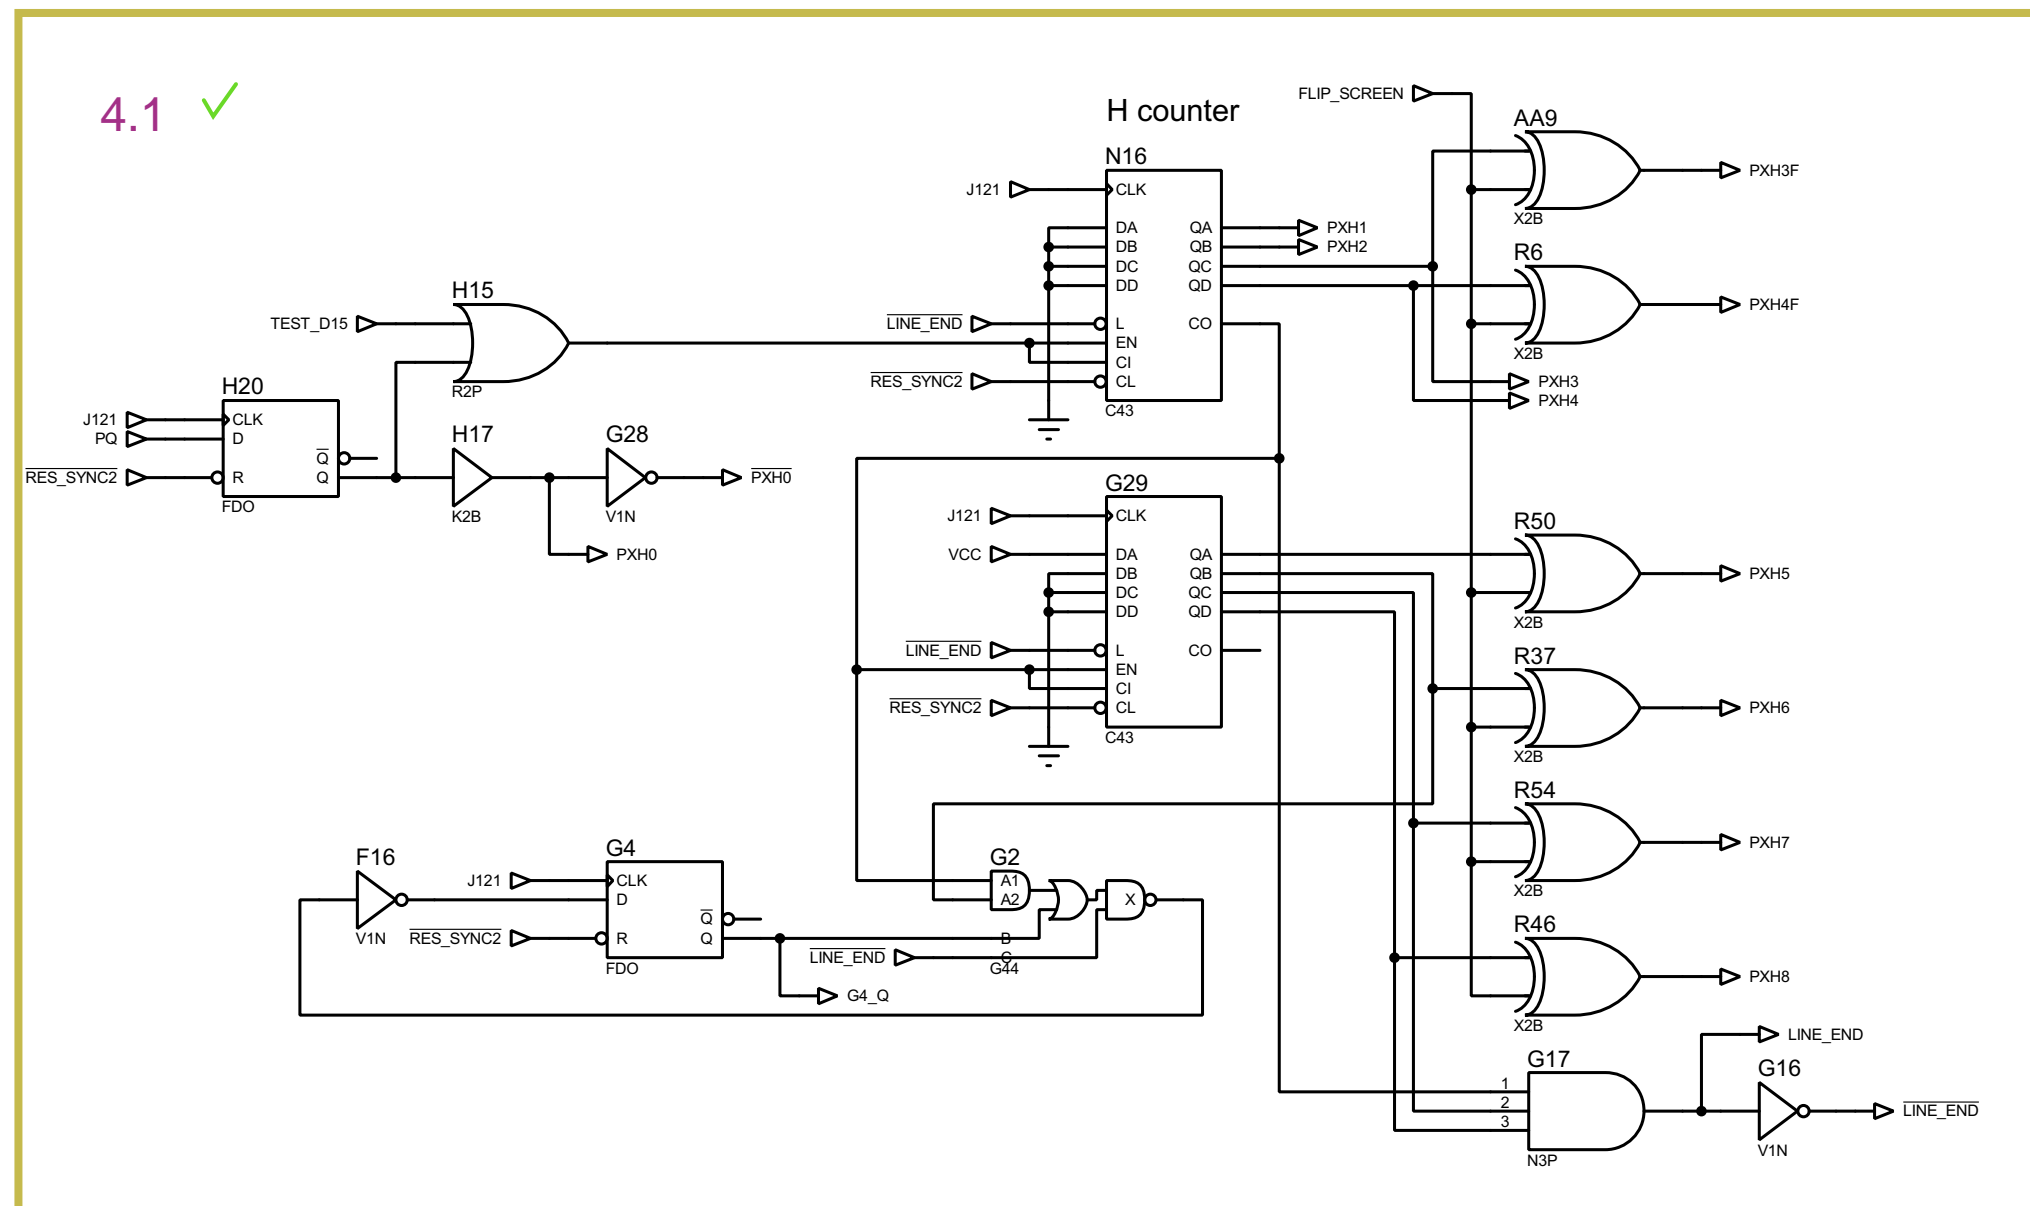 4.1
H counter
FLIP_SCREEN
AA9
X2B
PXH3F
R6
X2B
PXH4F
PXH3
PXH4
N16
J121
CLK
DA
DB
DC
DD
L
EN
CI
CL
QA
QB
QC
QD
CO
C43
PXH1
PXH2
LINE_END
RES_SYNC2
H15
TEST_D15
R2P
H20
J121
CLK
PQ
D
RES_SYNC2
R
Q
Q
FDO
H17
K2B
G28
V1N
PXH0
PXH0
G29
J121
CLK
VCC
DA
DB
DC
DD
LINE_END
L
EN
CI
RES_SYNC2
CL
QA
QB
QC
QD
CO
C43
R50
X2B
PXH5
R37
X2B
PXH6
R54
X2B
PXH7
R46
X2B
PXH8
F16
V1N
G4
J121
CLK
D
RES_SYNC2
R
Q
Q
FDO
G4_Q
G2
A1
A2
X
B
C
G44
LINE_END
G17
1
2
3
N3P
LINE_END
G16
V1N
LINE_END